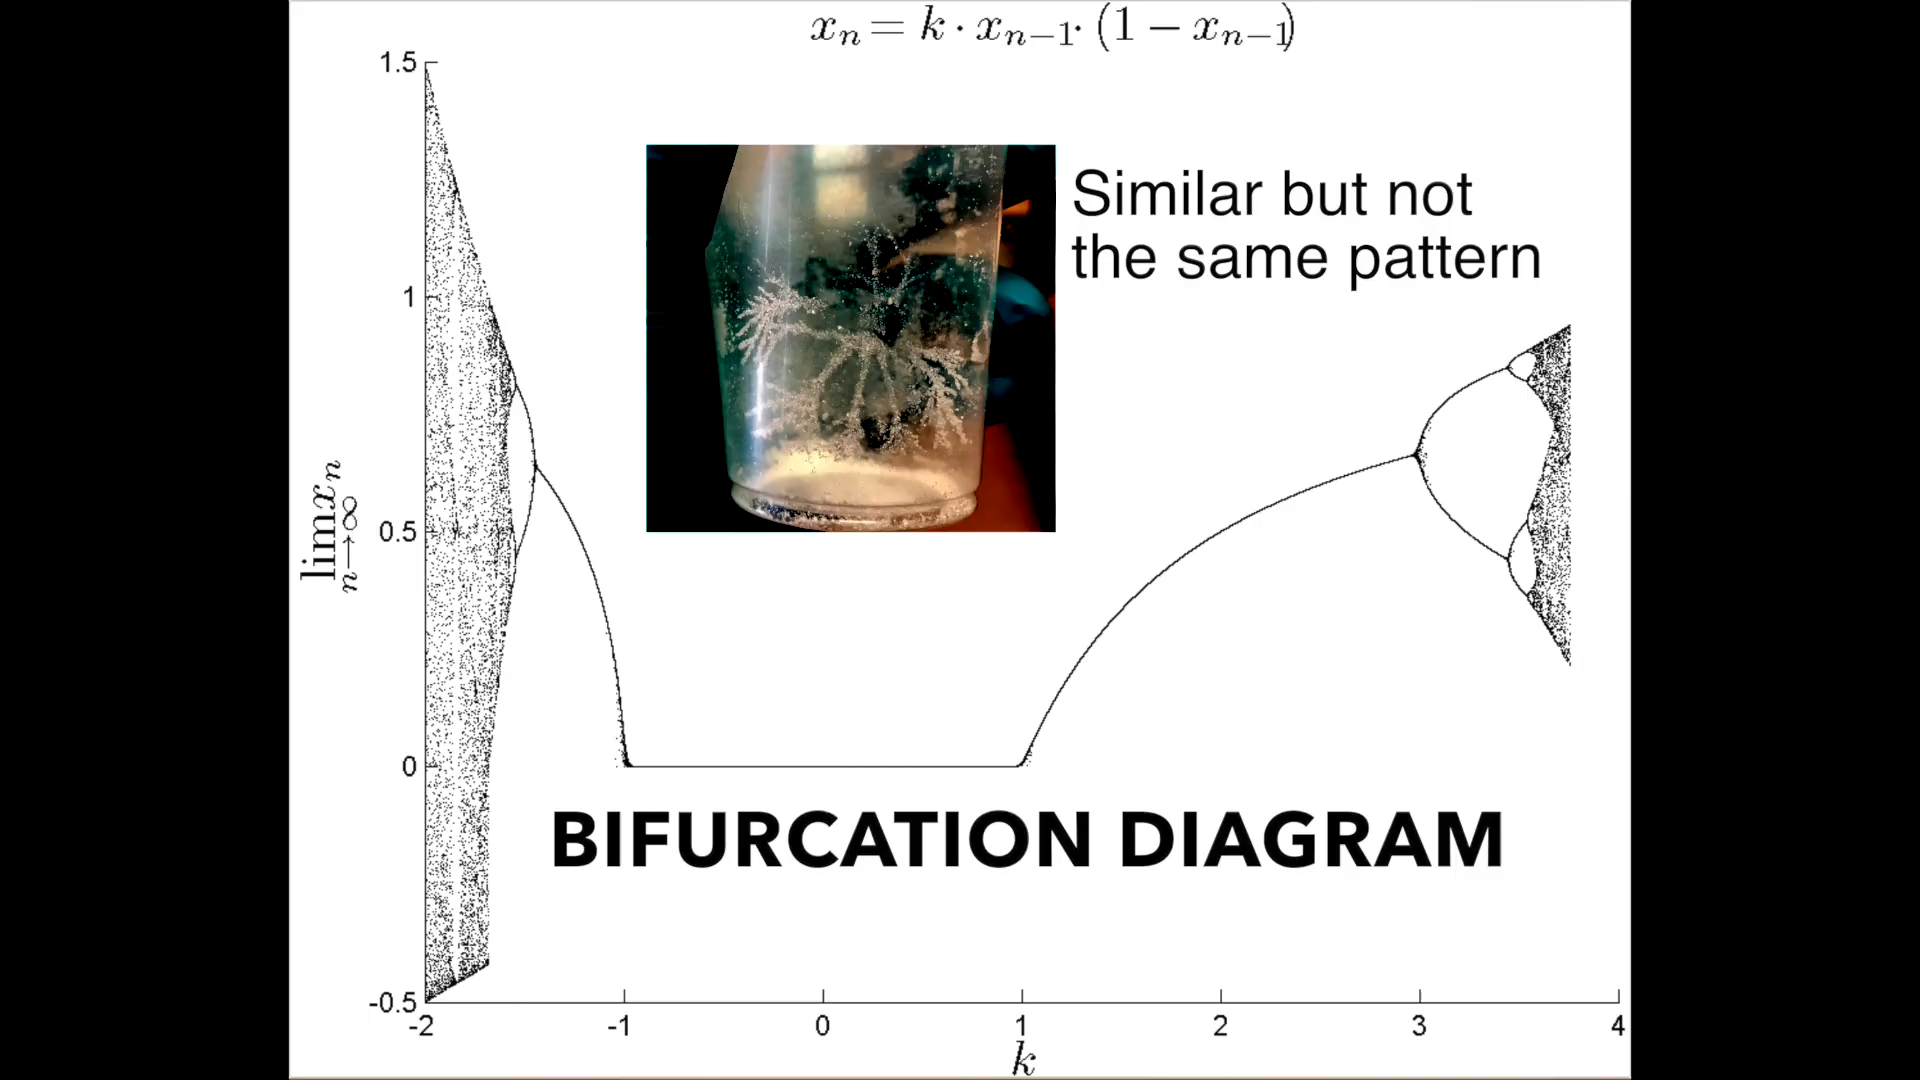 xₙ = k · xₙ₋₁ · (1 − xₙ₋₁)
1.5
1
0.5
0
-0.5
lim xₙ
n→∞
Similar but not
the same pattern
BIFURCATION DIAGRAM
-2 -1 0 1 2 3 4
k